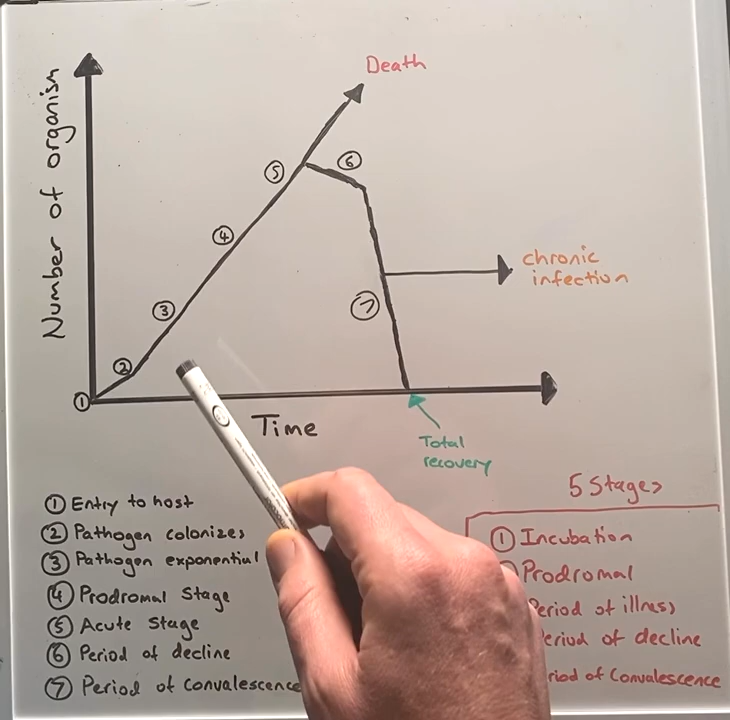 Death
Number of organism
⑤
⑥
④
③
⑦
②
①
chronic
infection
Time
Total
recovery
① Entry to host
② Pathogen colonizes
③ Pathogen exponential
④ Prodromal Stage
⑤ Acute Stage
⑥ Period of decline
⑦ Period of Convalescence
5 Stages
① Incubation
Prodromal
Period of illness
Period of decline
riod of Convalescence